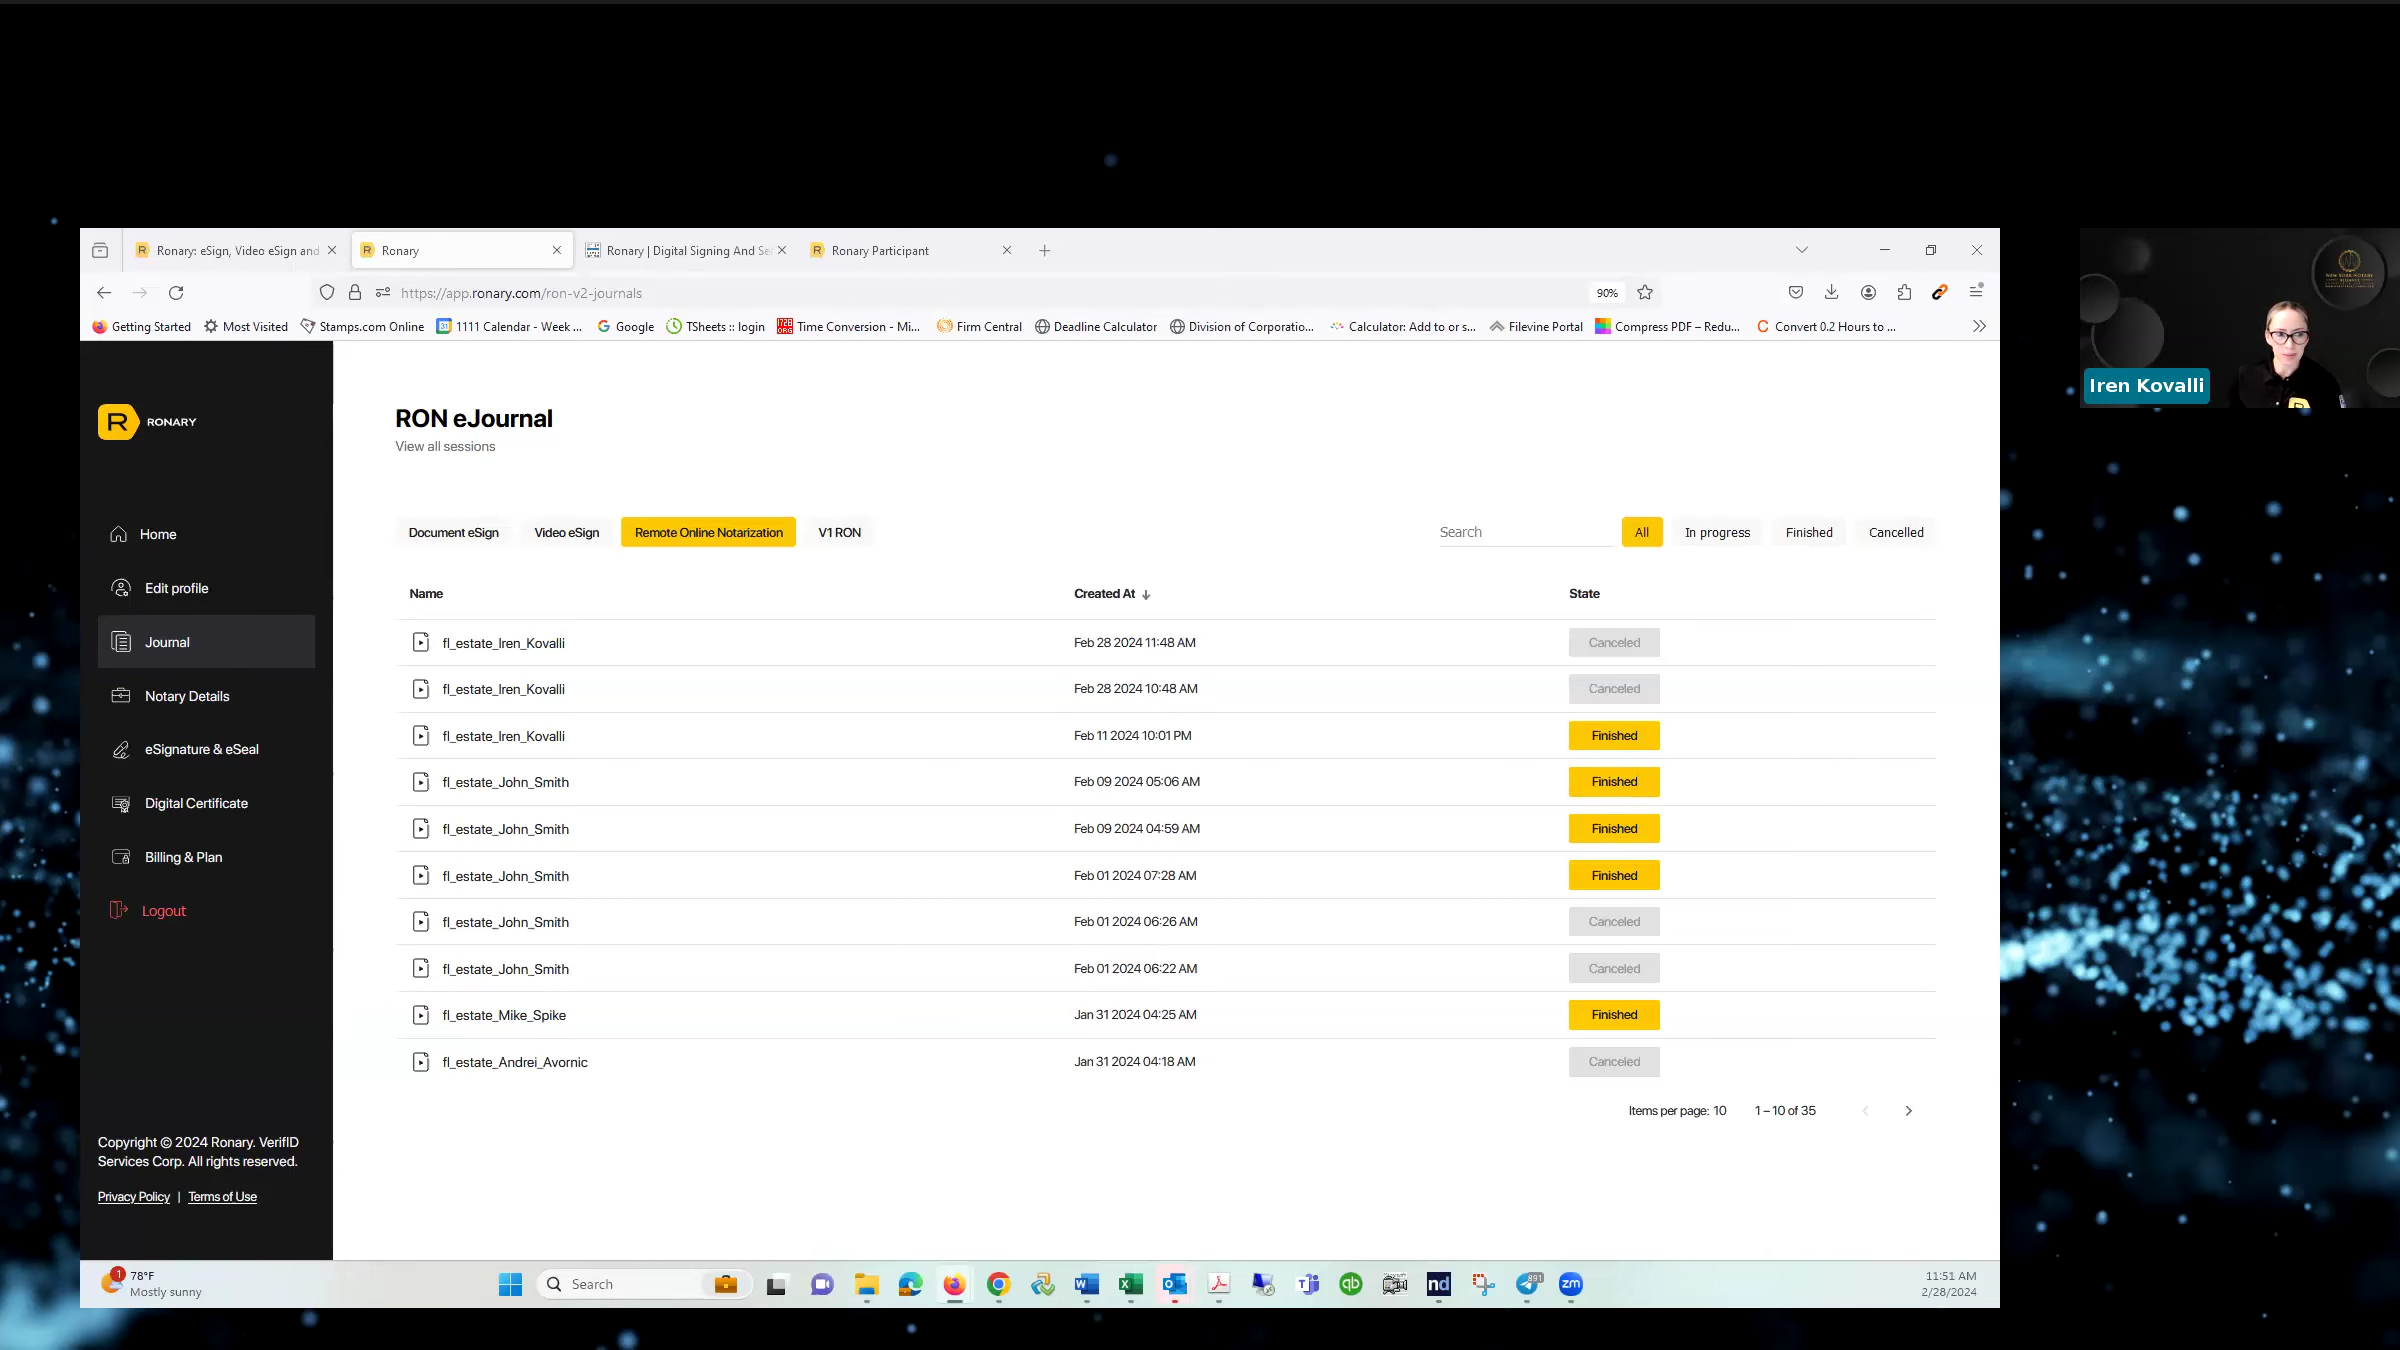 Ronary: eSign, Video eSign and
Ronary
Ronary | Digital Signing And Se
Ronary Participant
https://app.ronary.com/ron-v2-journals
90%
Getting Started
Most Visited
Stamps.com Online
1111 Calendar - Week ...
Google
TSheets :: login
Time Conversion - Mi...
Firm Central
Deadline Calculator
Division of Corporatio...
Calculator: Add to or s...
Filevine Portal
Compress PDF – Redu...
Convert 0.2 Hours to ...
Iren Kovalli
R RONARY
Home
Edit profile
Journal
Notary Details
eSignature & eSeal
Digital Certificate
Billing & Plan
Logout
Copyright © 2024 Ronary. VerifID
Services Corp. All rights reserved.
Privacy Policy | Terms of Use
RON eJournal
View all sessions
Document eSign
Video eSign
Remote Online Notarization
V1 RON
Search
All
In progress
Finished
Cancelled
Name Created At State
fl_estate_Iren_Kovalli Feb 28 2024 11:48 AM Canceled
fl_estate_Iren_Kovalli Feb 28 2024 10:48 AM Canceled
fl_estate_Iren_Kovalli Feb 11 2024 10:01 PM Finished
fl_estate_John_Smith Feb 09 2024 05:06 AM Finished
fl_estate_John_Smith Feb 09 2024 04:59 AM Finished
fl_estate_John_Smith Feb 01 2024 07:28 AM Finished
fl_estate_John_Smith Feb 01 2024 06:26 AM Canceled
fl_estate_John_Smith Feb 01 2024 06:22 AM Canceled
fl_estate_Mike_Spike Jan 31 2024 04:25 AM Finished
fl_estate_Andrei_Avornic Jan 31 2024 04:18 AM Canceled
Items per page: 10 1 – 10 of 35
1
78°F
Mostly sunny
Search
qb
nd
891
zm
11:51 AM
2/28/2024